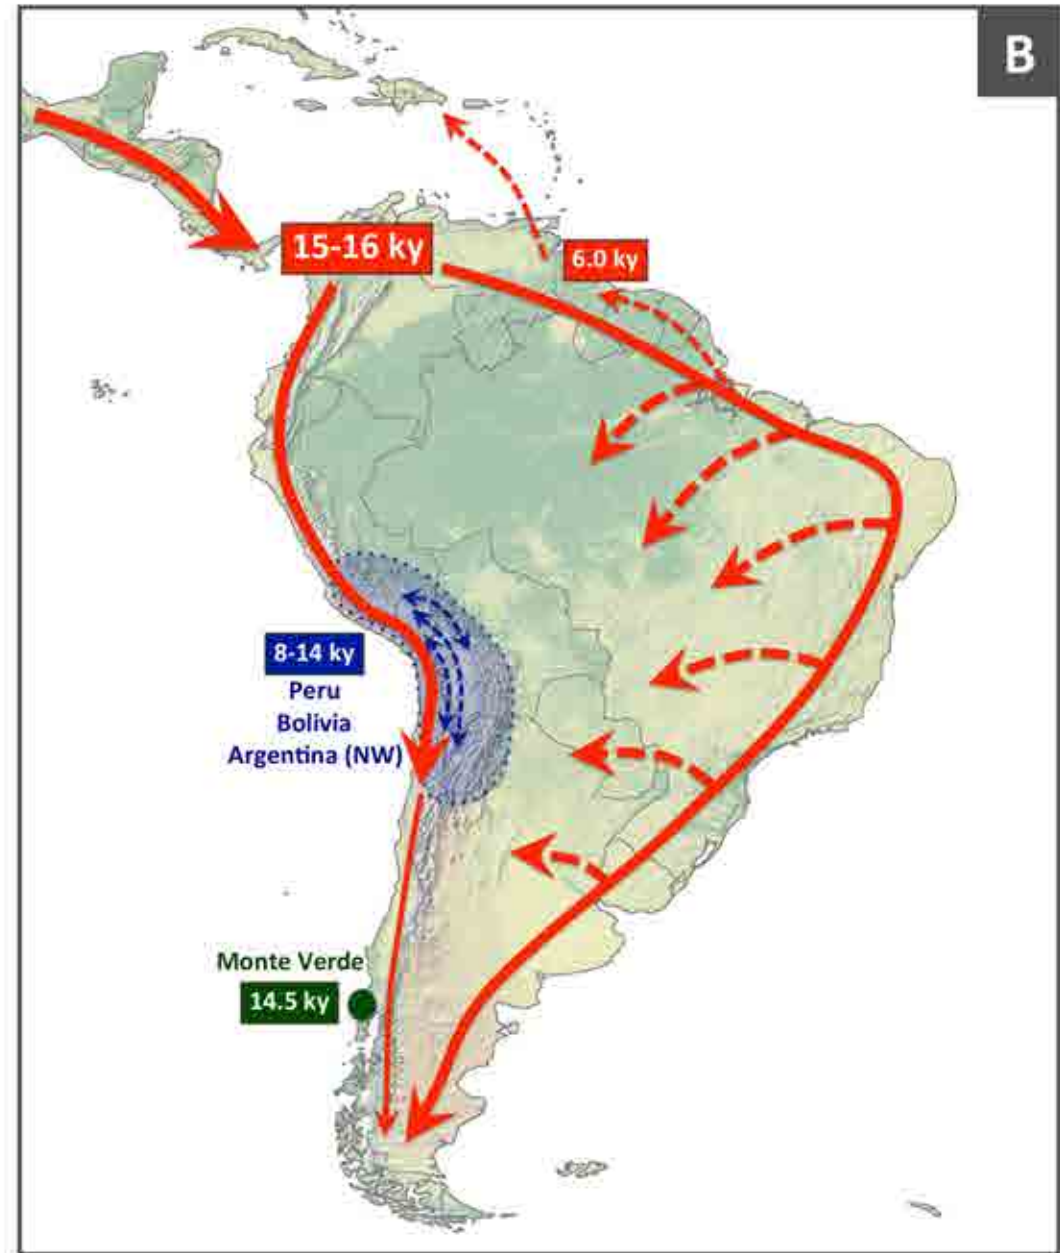 B
15-16 ky
6.0 ky
8-14 ky
Peru
Bolivia
Argentina (NW)
Monte Verde
14.5 ky